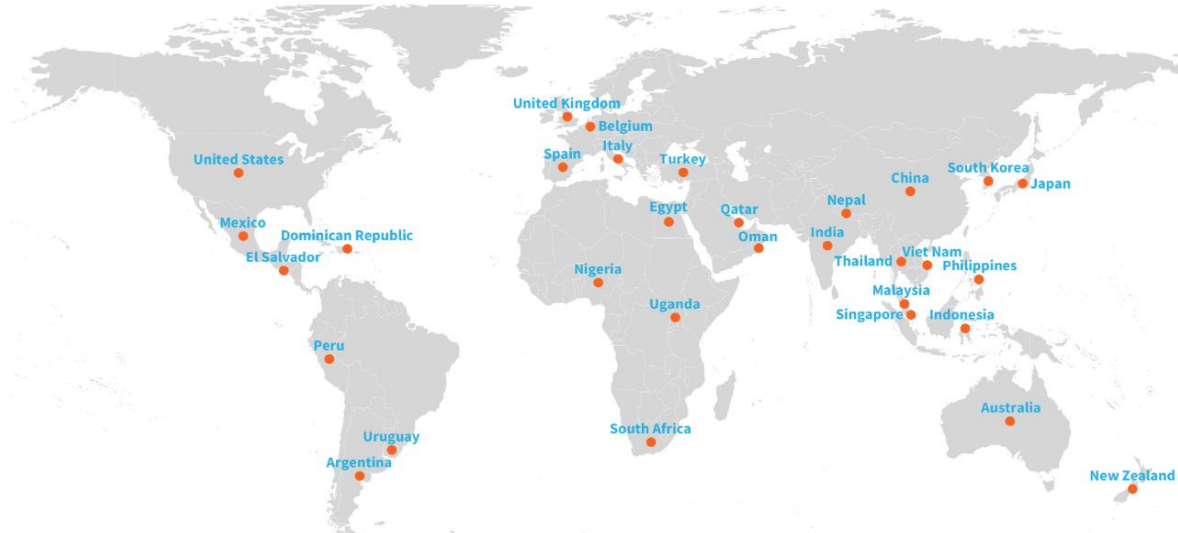 United Kingdom
Belgium
Italy
Spain
Turkey
United States
South Korea
China
Japan
Nepal
Egypt
Qatar
Mexico
Dominican Republic
Oman
India
El Salvador
Viet Nam
Thailand
Philippines
Nigeria
Malaysia
Uganda
Singapore
Indonesia
Peru
Australia
South Africa
Uruguay
Argentina
New Zealand